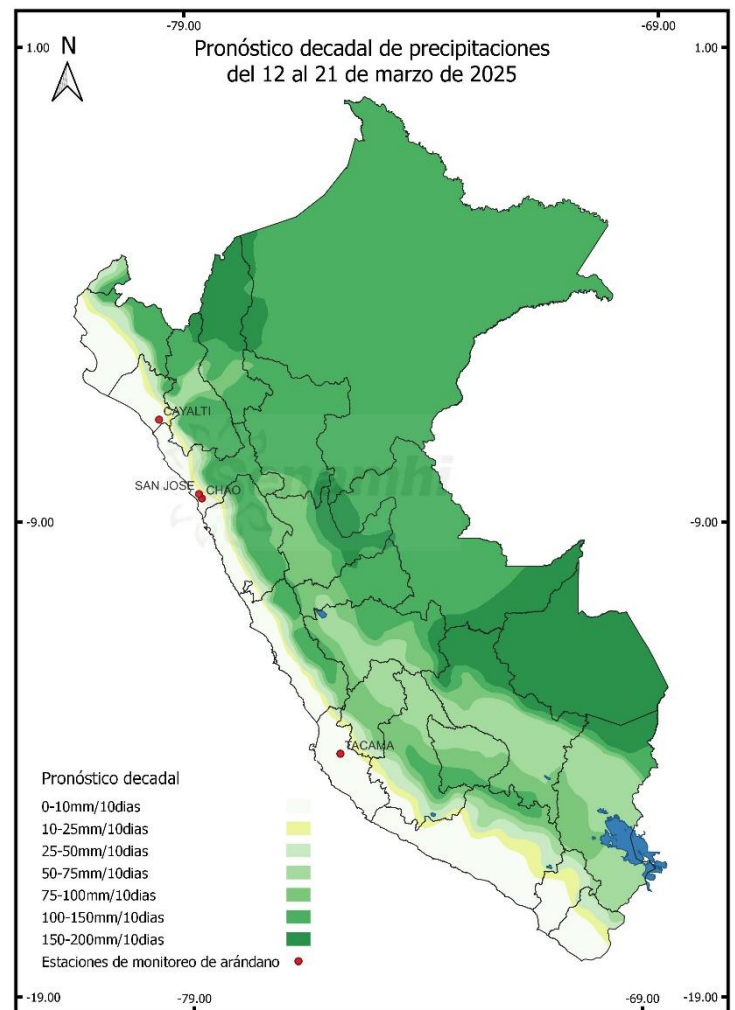 -79.00
-69.00
1.00
N
Pronóstico decadal de precipitaciones
1.00
del 12 al 21 de marzo de 2025
CAYALTI
SAN JOSE
CHAO
Senamhi
-9.00
-9.00
TACAMA
Pronóstico decadal
0-10mm/10dias
10-25mm/10dias
25-50mm/10dias
50-75mm/10dias
75-100mm/10dias
100-150mm/10dias
150-200mm/10dias
Estaciones de monitoreo de arándano
-19.00
-79.00
-69.00
-19.00